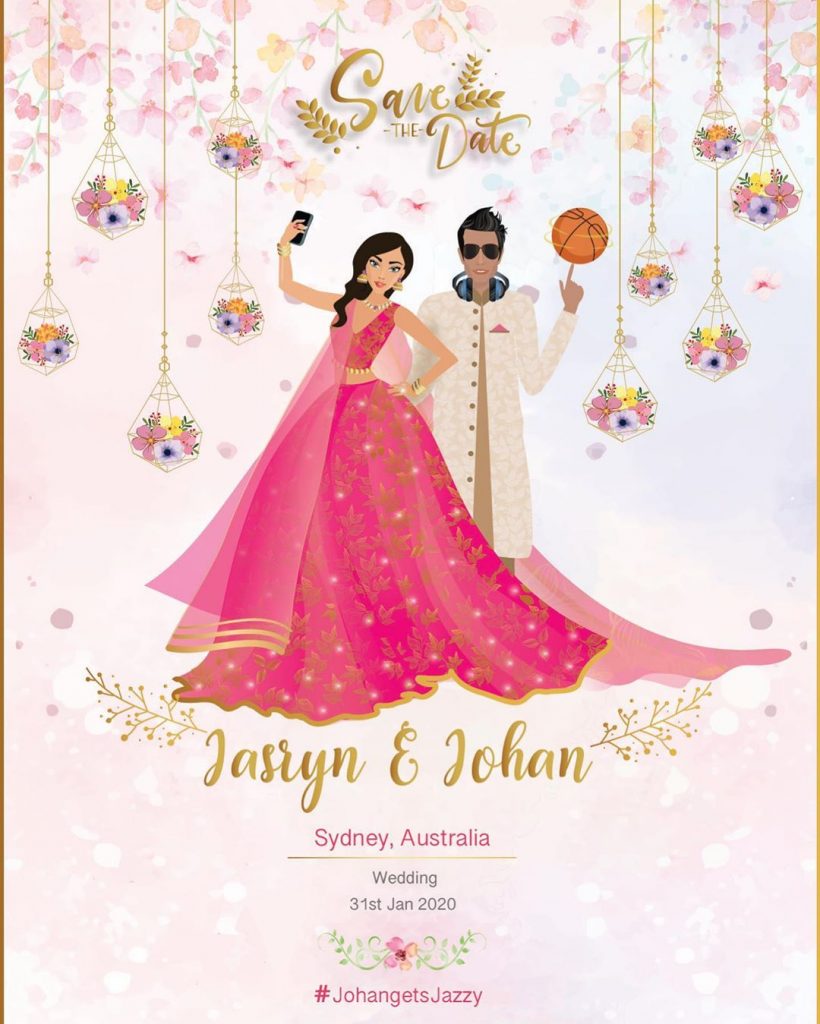 Save
-THE-
Date
Jasryn & Johan
Sydney, Australia
Wedding
31st Jan 2020
#JohangetsJazzy